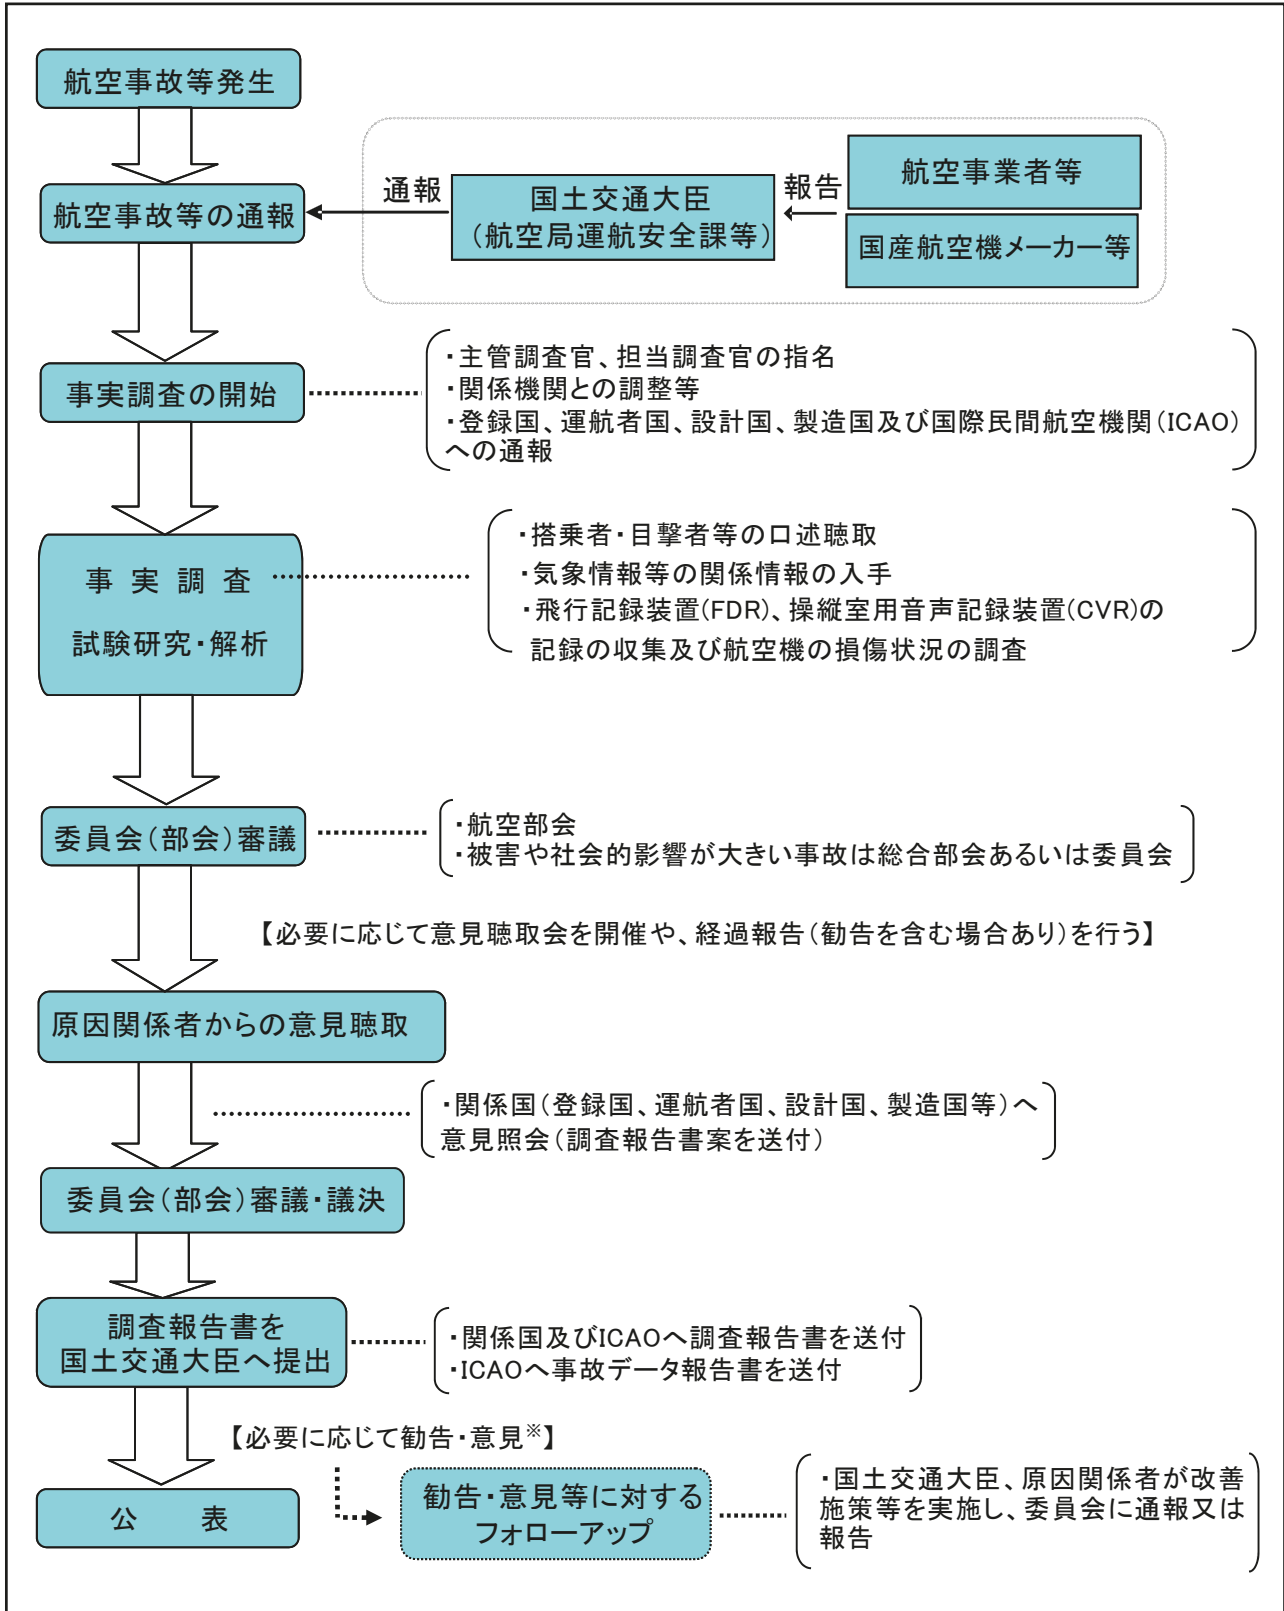 航空事故等発生
通報
報告
航空事業者等
国土交通大臣
(航空局運航安全課等)
航空事故等の通報
国産航空機メーカー等
・主管調査官、担当調査官の指名
・関係機関との調整等
・登録国、運航者国、設計国、製造国及び国際民間航空機関(ICAO)
への通報
事実調査の開始
・搭乗者・目撃者等の口述聴取
・気象情報等の関係情報の入手
・飛行記録装置(FDR)、操縦室用音声記録装置(CVR)の
記録の収集及び航空機の損傷状況の調査
事 実 調 査
試験研究・解析
委員会(部会)審議
・航空部会
・被害や社会的影響が大きい事故は総合部会あるいは委員会
【必要に応じて意見聴取会を開催や、経過報告(勧告を含む場合あり)を行う】
原因関係者からの意見聴取
・関係国(登録国、運航者国、設計国、製造国等)へ
意見照会(調査報告書案を送付)
委員会(部会)審議・議決
調査報告書を
国土交通大臣へ提出
・関係国及びICAOへ調査報告書を送付
・ICAOへ事故データ報告書を送付
【必要に応じて勧告・意見※】
公 表
勧告・意見等に対する
フォローアップ
・国土交通大臣、原因関係者が改善
施策等を実施し、委員会に通報又は
報告